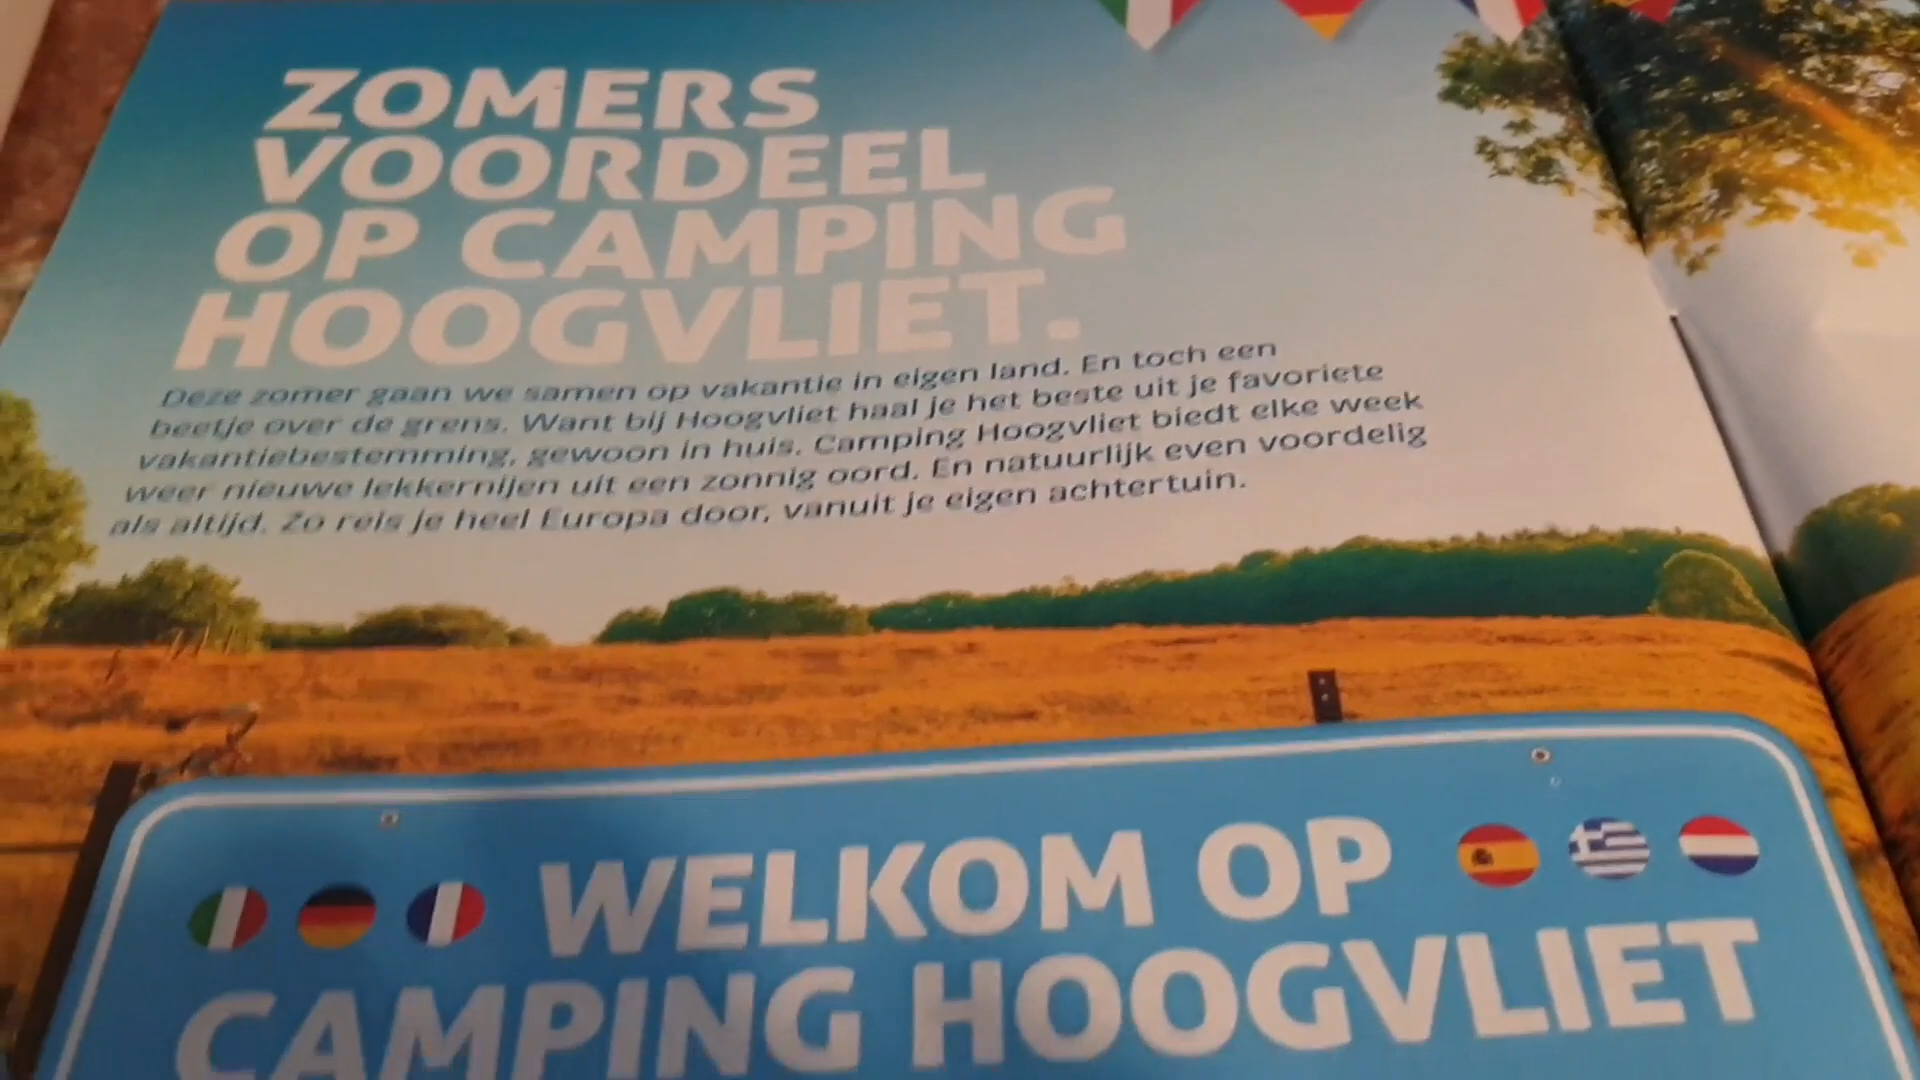 ZOMERS
VOORDEEL
OP CAMPING
HOOGVLIET.
Deze zomer gaan we samen op vakantie in eigen land. En toch een
beetje over de grens. Want bij Hoogvliet haal je het beste uit je favoriete
vakantiebestemming, gewoon in huis. Camping Hoogvliet biedt elke week
weer nieuwe lekkernijen uit een zonnig oord. En natuurlijk even voordelig
als altijd. Zo reis je heel Europa door, vanuit je eigen achtertuin.
WELKOM OP
CAMPING HOOGVLIET